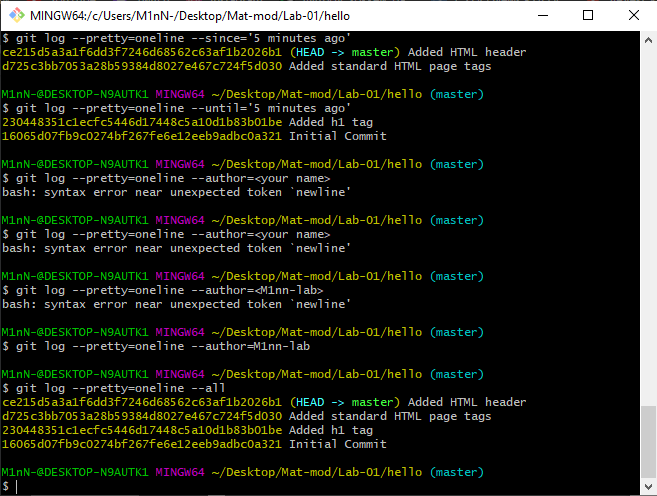 MINGW64:/c/Users/M1nN-/Desktop/Mat-mod/Lab-01/hello
$ git log --pretty=oneline --since='5 minutes ago'
ce215d5a3a1f6dd3f7246d68562c63af1b2026b1 (HEAD -> master) Added HTML header
d725c3bb7053a28b59384d8027e467c724f5d030 Added standard HTML page tags
M1nN-@DESKTOP-N9AUTK1 MINGW64 ~/Desktop/Mat-mod/Lab-01/hello (master)
$ git log --pretty=oneline --until='5 minutes ago'
230448351c1ecfc5446d17448c5a10d1b83b01be Added h1 tag
16065d07fb9c0274bf267fe6e12eeb9adbc0a321 Initial Commit
M1nN-@DESKTOP-N9AUTK1 MINGW64 ~/Desktop/Mat-mod/Lab-01/hello (master)
$ git log --pretty=oneline --author=<your name>
bash: syntax error near unexpected token `newline'
M1nN-@DESKTOP-N9AUTK1 MINGW64 ~/Desktop/Mat-mod/Lab-01/hello (master)
$ git log --pretty=oneline --author=<your name>
bash: syntax error near unexpected token `newline'
M1nN-@DESKTOP-N9AUTK1 MINGW64 ~/Desktop/Mat-mod/Lab-01/hello (master)
$ git log --pretty=oneline --author=<M1nn-lab>
bash: syntax error near unexpected token `newline'
M1nN-@DESKTOP-N9AUTK1 MINGW64 ~/Desktop/Mat-mod/Lab-01/hello (master)
$ git log --pretty=oneline --author=M1nn-lab
M1nN-@DESKTOP-N9AUTK1 MINGW64 ~/Desktop/Mat-mod/Lab-01/hello (master)
$ git log --pretty=oneline --all
ce215d5a3a1f6dd3f7246d68562c63af1b2026b1 (HEAD -> master) Added HTML header
d725c3bb7053a28b59384d8027e467c724f5d030 Added standard HTML page tags
230448351c1ecfc5446d17448c5a10d1b83b01be Added h1 tag
16065d07fb9c0274bf267fe6e12eeb9adbc0a321 Initial Commit
M1nN-@DESKTOP-N9AUTK1 MINGW64 ~/Desktop/Mat-mod/Lab-01/hello (master)
$